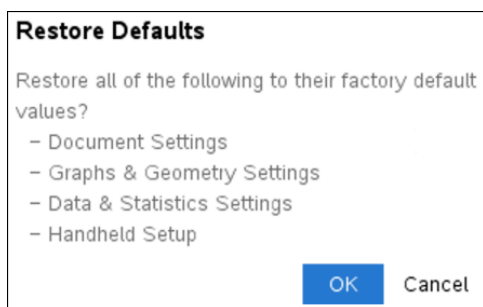 Restore Defaults
Restore all of the following to their factory default
values?
– Document Settings
– Graphs & Geometry Settings
– Data & Statistics Settings
– Handheld Setup
OK Cancel